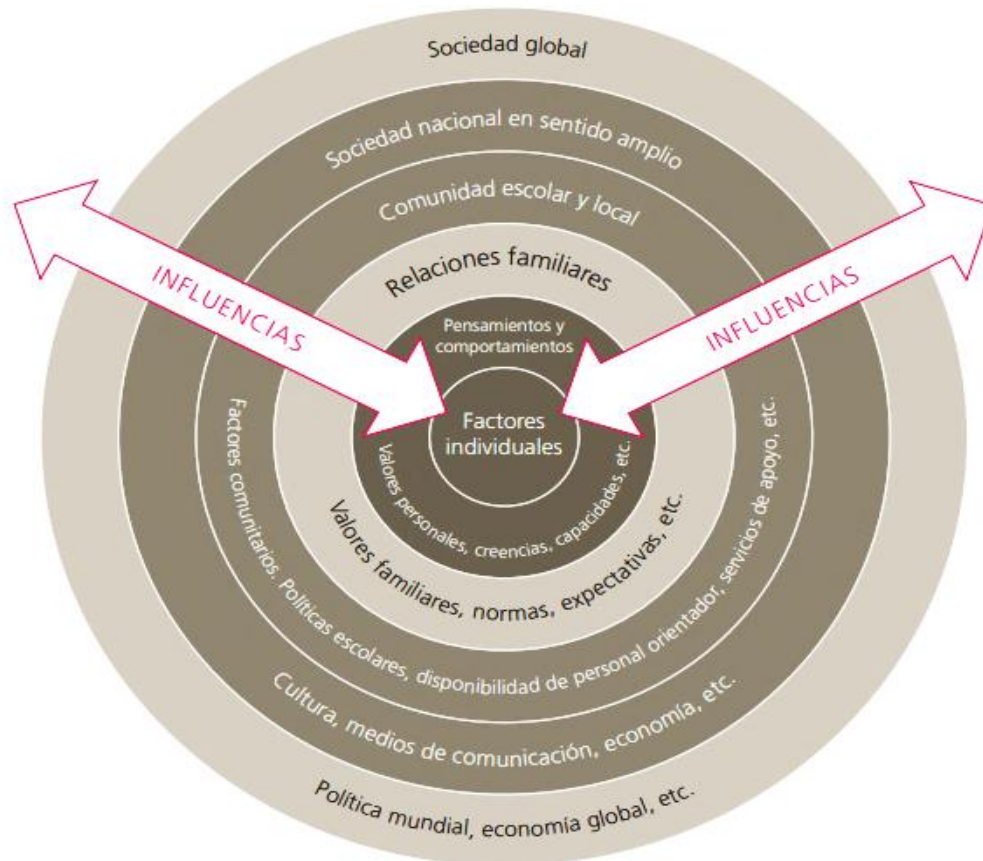 Sociedad global
Sociedad nacional en sentido amplio
Comunidad escolar y local
Relaciones familiares
Pensamientos y
comportamientos
INFLUENCIAS
INFLUENCIAS
Factores
individuales
Valores personales, creencias, capacidades, etc.
Valores familiares, normas, expectativas, etc.
Factores comunitarios. Políticas escolares, disponibilidad de personal orientador, servicios de apoyo, etc.
Cultura, medios de comunicación, economía, etc.
Política mundial, economía global, etc.